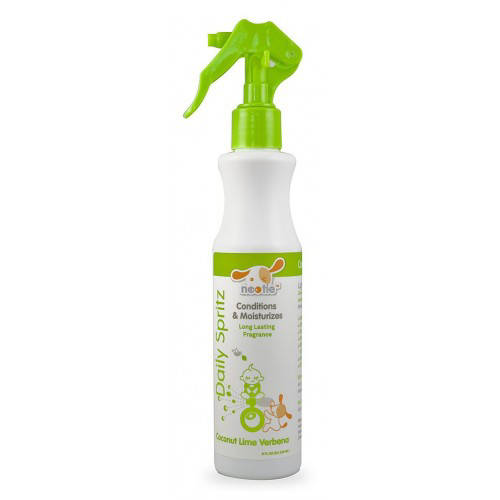 nootie
Conditions
& Moisturizes
Long Lasting
Fragrance
Daily Spritz
Coconut Lime Verbena